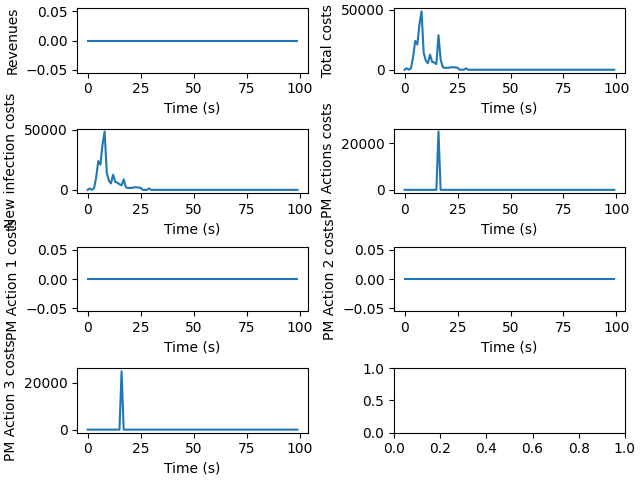 Revenues
0.05
0.00
−0.05
0 25 50 75 100
Time (s)
Total costs
50000
0
0 25 50 75 100
Time (s)
New infection costs
50000
0
0 25 50 75 100
Time (s)
PM Actions costs
20000
0
0 25 50 75 100
Time (s)
PM Action 1 costs
0.05
0.00
−0.05
0 25 50 75 100
Time (s)
PM Action 2 costs
0.05
0.00
−0.05
0 25 50 75 100
Time (s)
PM Action 3 costs
20000
0
0 25 50 75 100
Time (s)
1.0
0.5
0.0
0.0 0.2 0.4 0.6 0.8 1.0